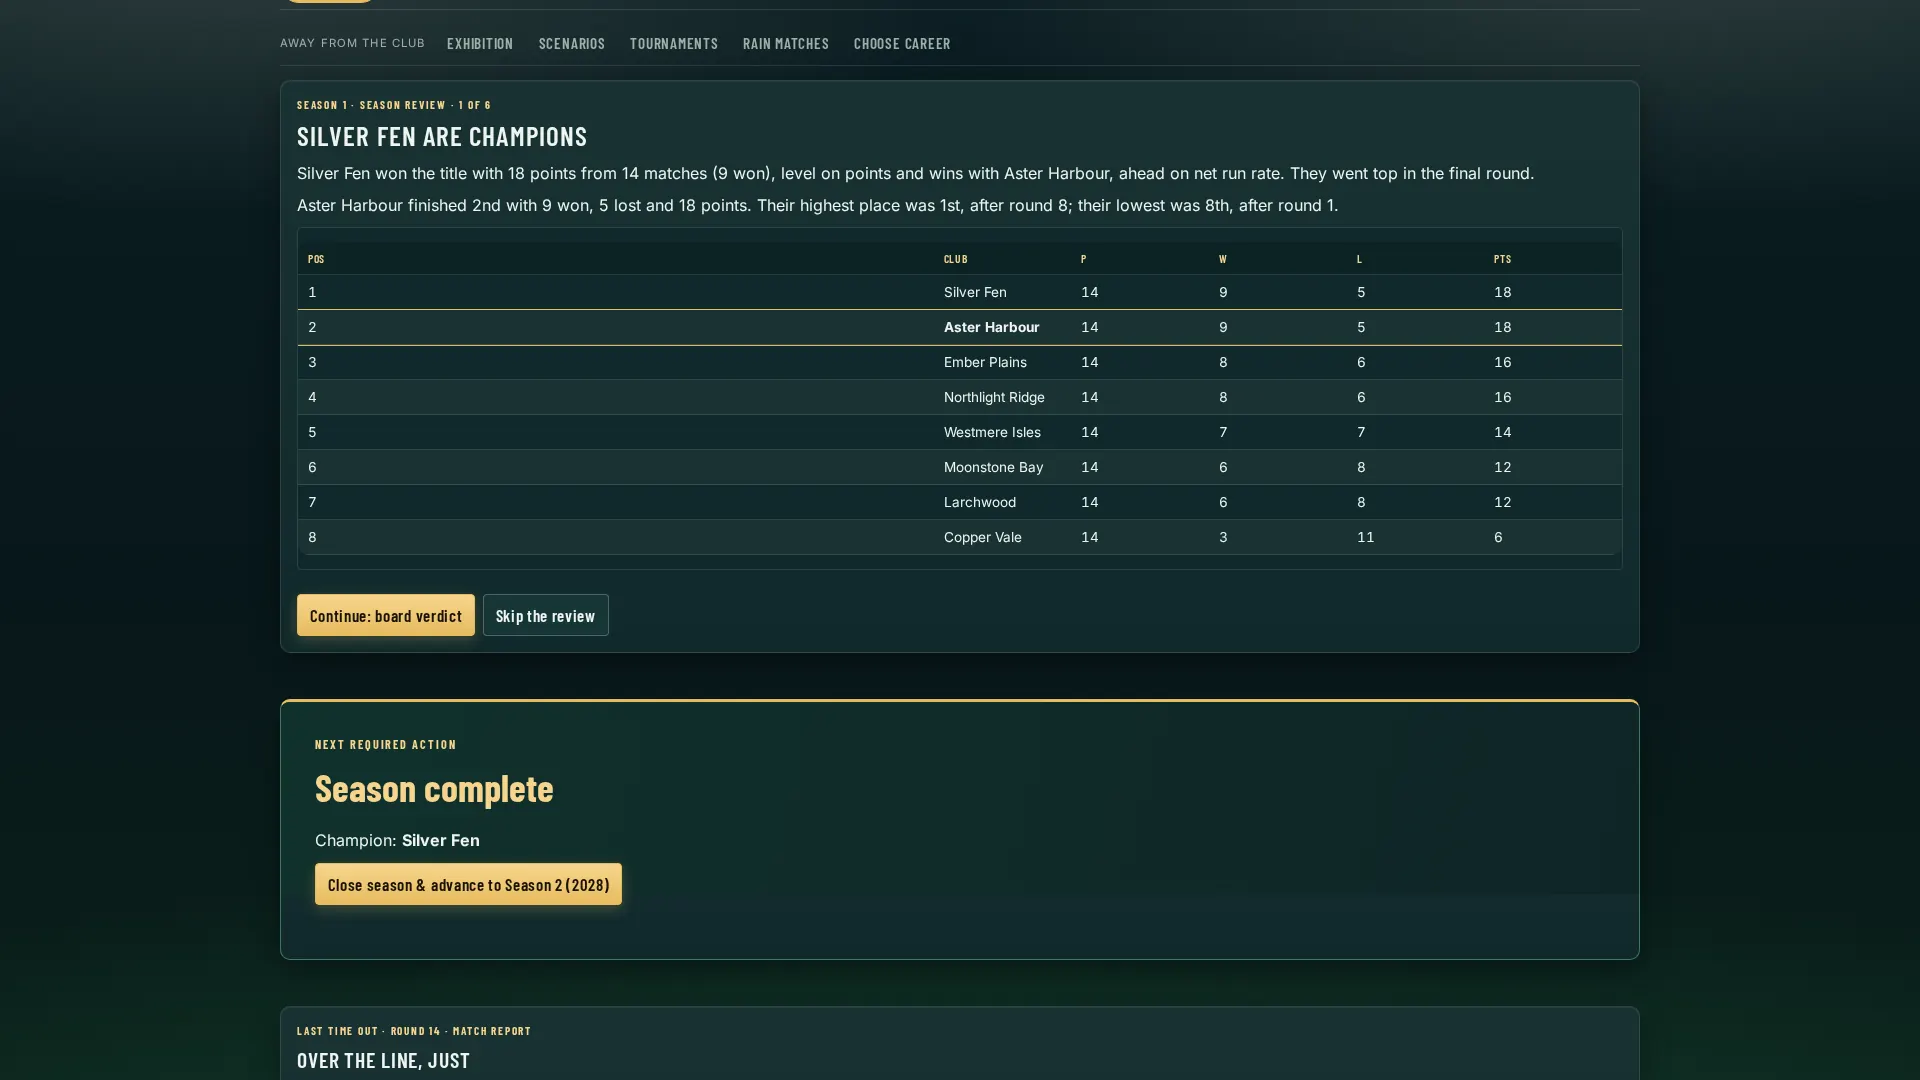 AWAY FROM THE CLUB EXHIBITION SCENARIOS TOURNAMENTS RAIN MATCHES CHOOSE CAREER
SEASON 1 · SEASON REVIEW · 1 OF 6
SILVER FEN ARE CHAMPIONS
Silver Fen won the title with 18 points from 14 matches (9 won), level on points and wins with Aster Harbour, ahead on net run rate. They went top in the final round.
Aster Harbour finished 2nd with 9 won, 5 lost and 18 points. Their highest place was 1st, after round 8; their lowest was 8th, after round 1.
POS CLUB P W L PTS
1 Silver Fen 14 9 5 18
2 Aster Harbour 14 9 5 18
3 Ember Plains 14 8 6 16
4 Northlight Ridge 14 8 6 16
5 Westmere Isles 14 7 7 14
6 Moonstone Bay 14 6 8 12
7 Larchwood 14 6 8 12
8 Copper Vale 14 3 11 6
Continue: board verdict Skip the review
NEXT REQUIRED ACTION
Season complete
Champion: Silver Fen
Close season & advance to Season 2 (2028)
LAST TIME OUT · ROUND 14 · MATCH REPORT
OVER THE LINE, JUST